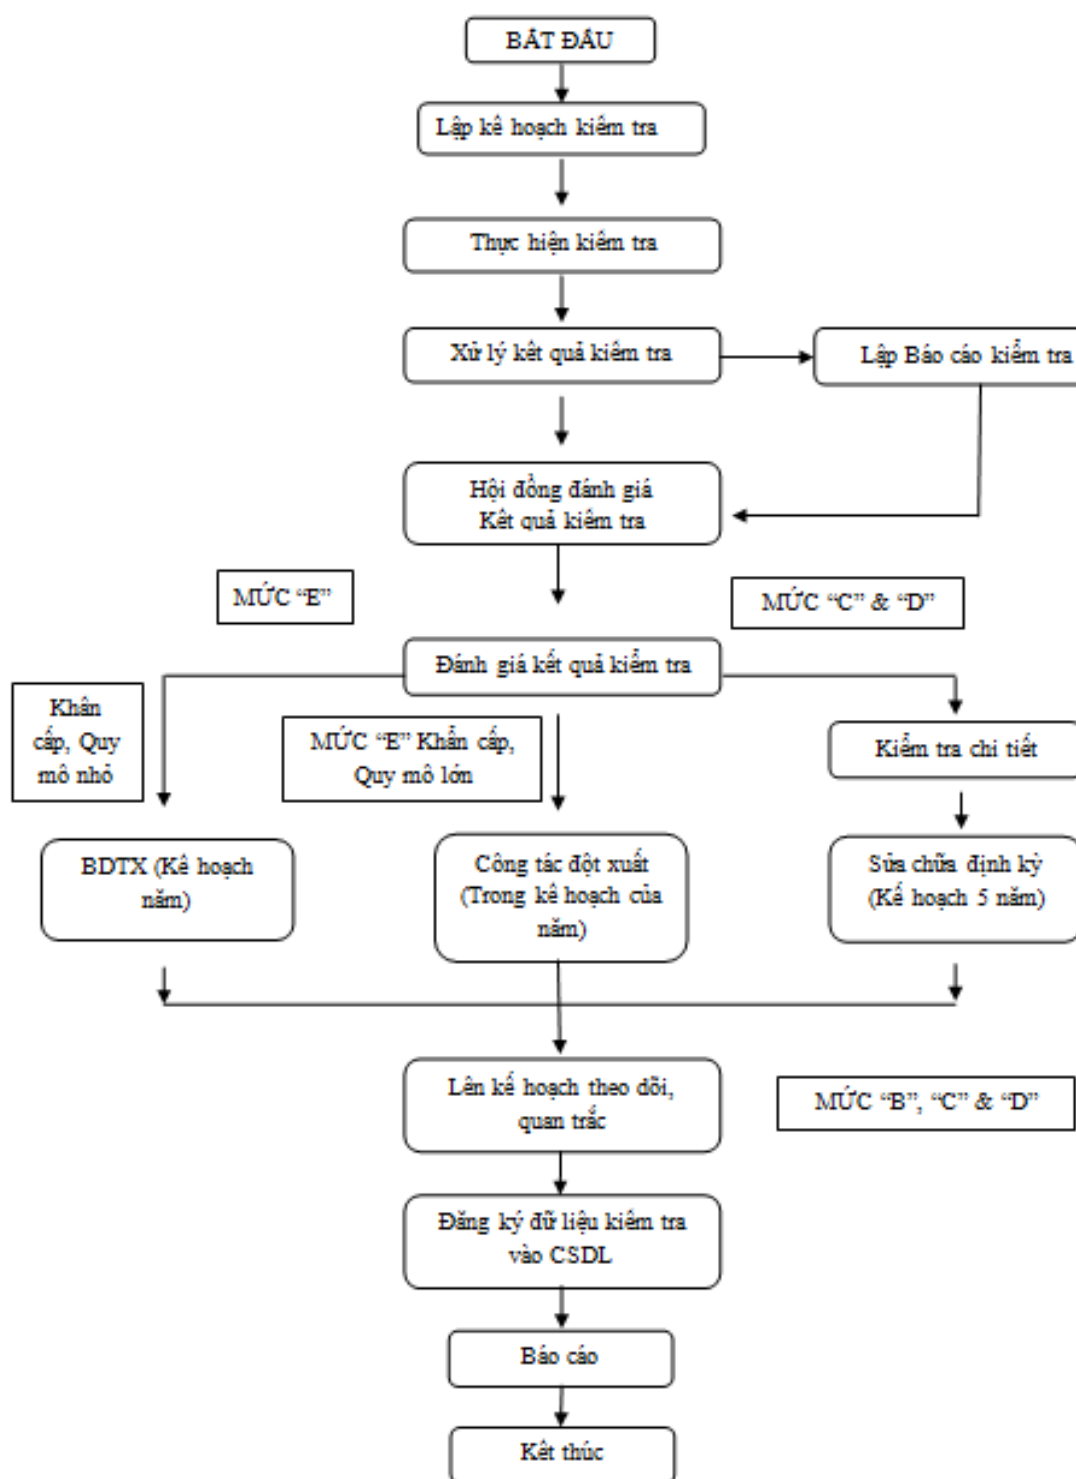 BẮT ĐẦU
Lập kế hoạch kiểm tra
Thực hiện kiểm tra
Xử lý kết quả kiểm tra
Lập Báo cáo kiểm tra
Hội đồng đánh giá
Kết quả kiểm tra
MỨC “E”
MỨC “C” & “D”
Đánh giá kết quả kiểm tra
Khẩn
cấp, Quy
mô nhỏ
MỨC “E” Khẩn cấp,
Quy mô lớn
Kiểm tra chi tiết
BDTX (Kế hoạch
năm)
Công tác đột xuất
(Trong kế hoạch của
năm)
Sửa chữa định kỳ
(Kế hoạch 5 năm)
Lên kế hoạch theo dõi,
quan trắc
MỨC “B”, “C” & “D”
Đăng ký dữ liệu kiểm tra
vào CSDL
Báo cáo
Kết thúc